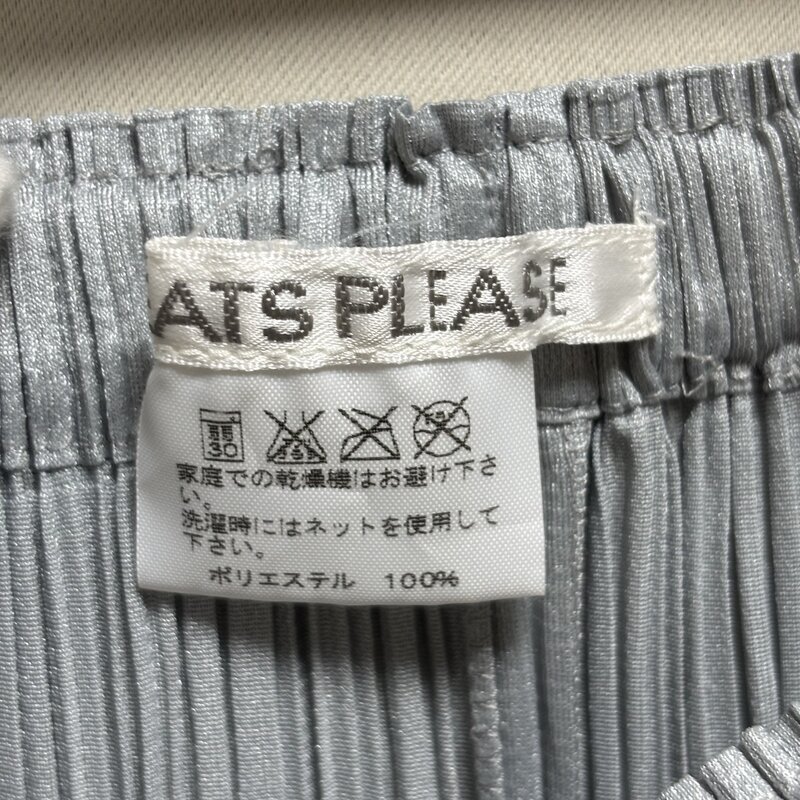 PLEATS PLEASE
弱 30
家庭での乾燥機はお避け下さ
い。
洗濯時にはネットを使用して
下さい。
ポリエステル 100%